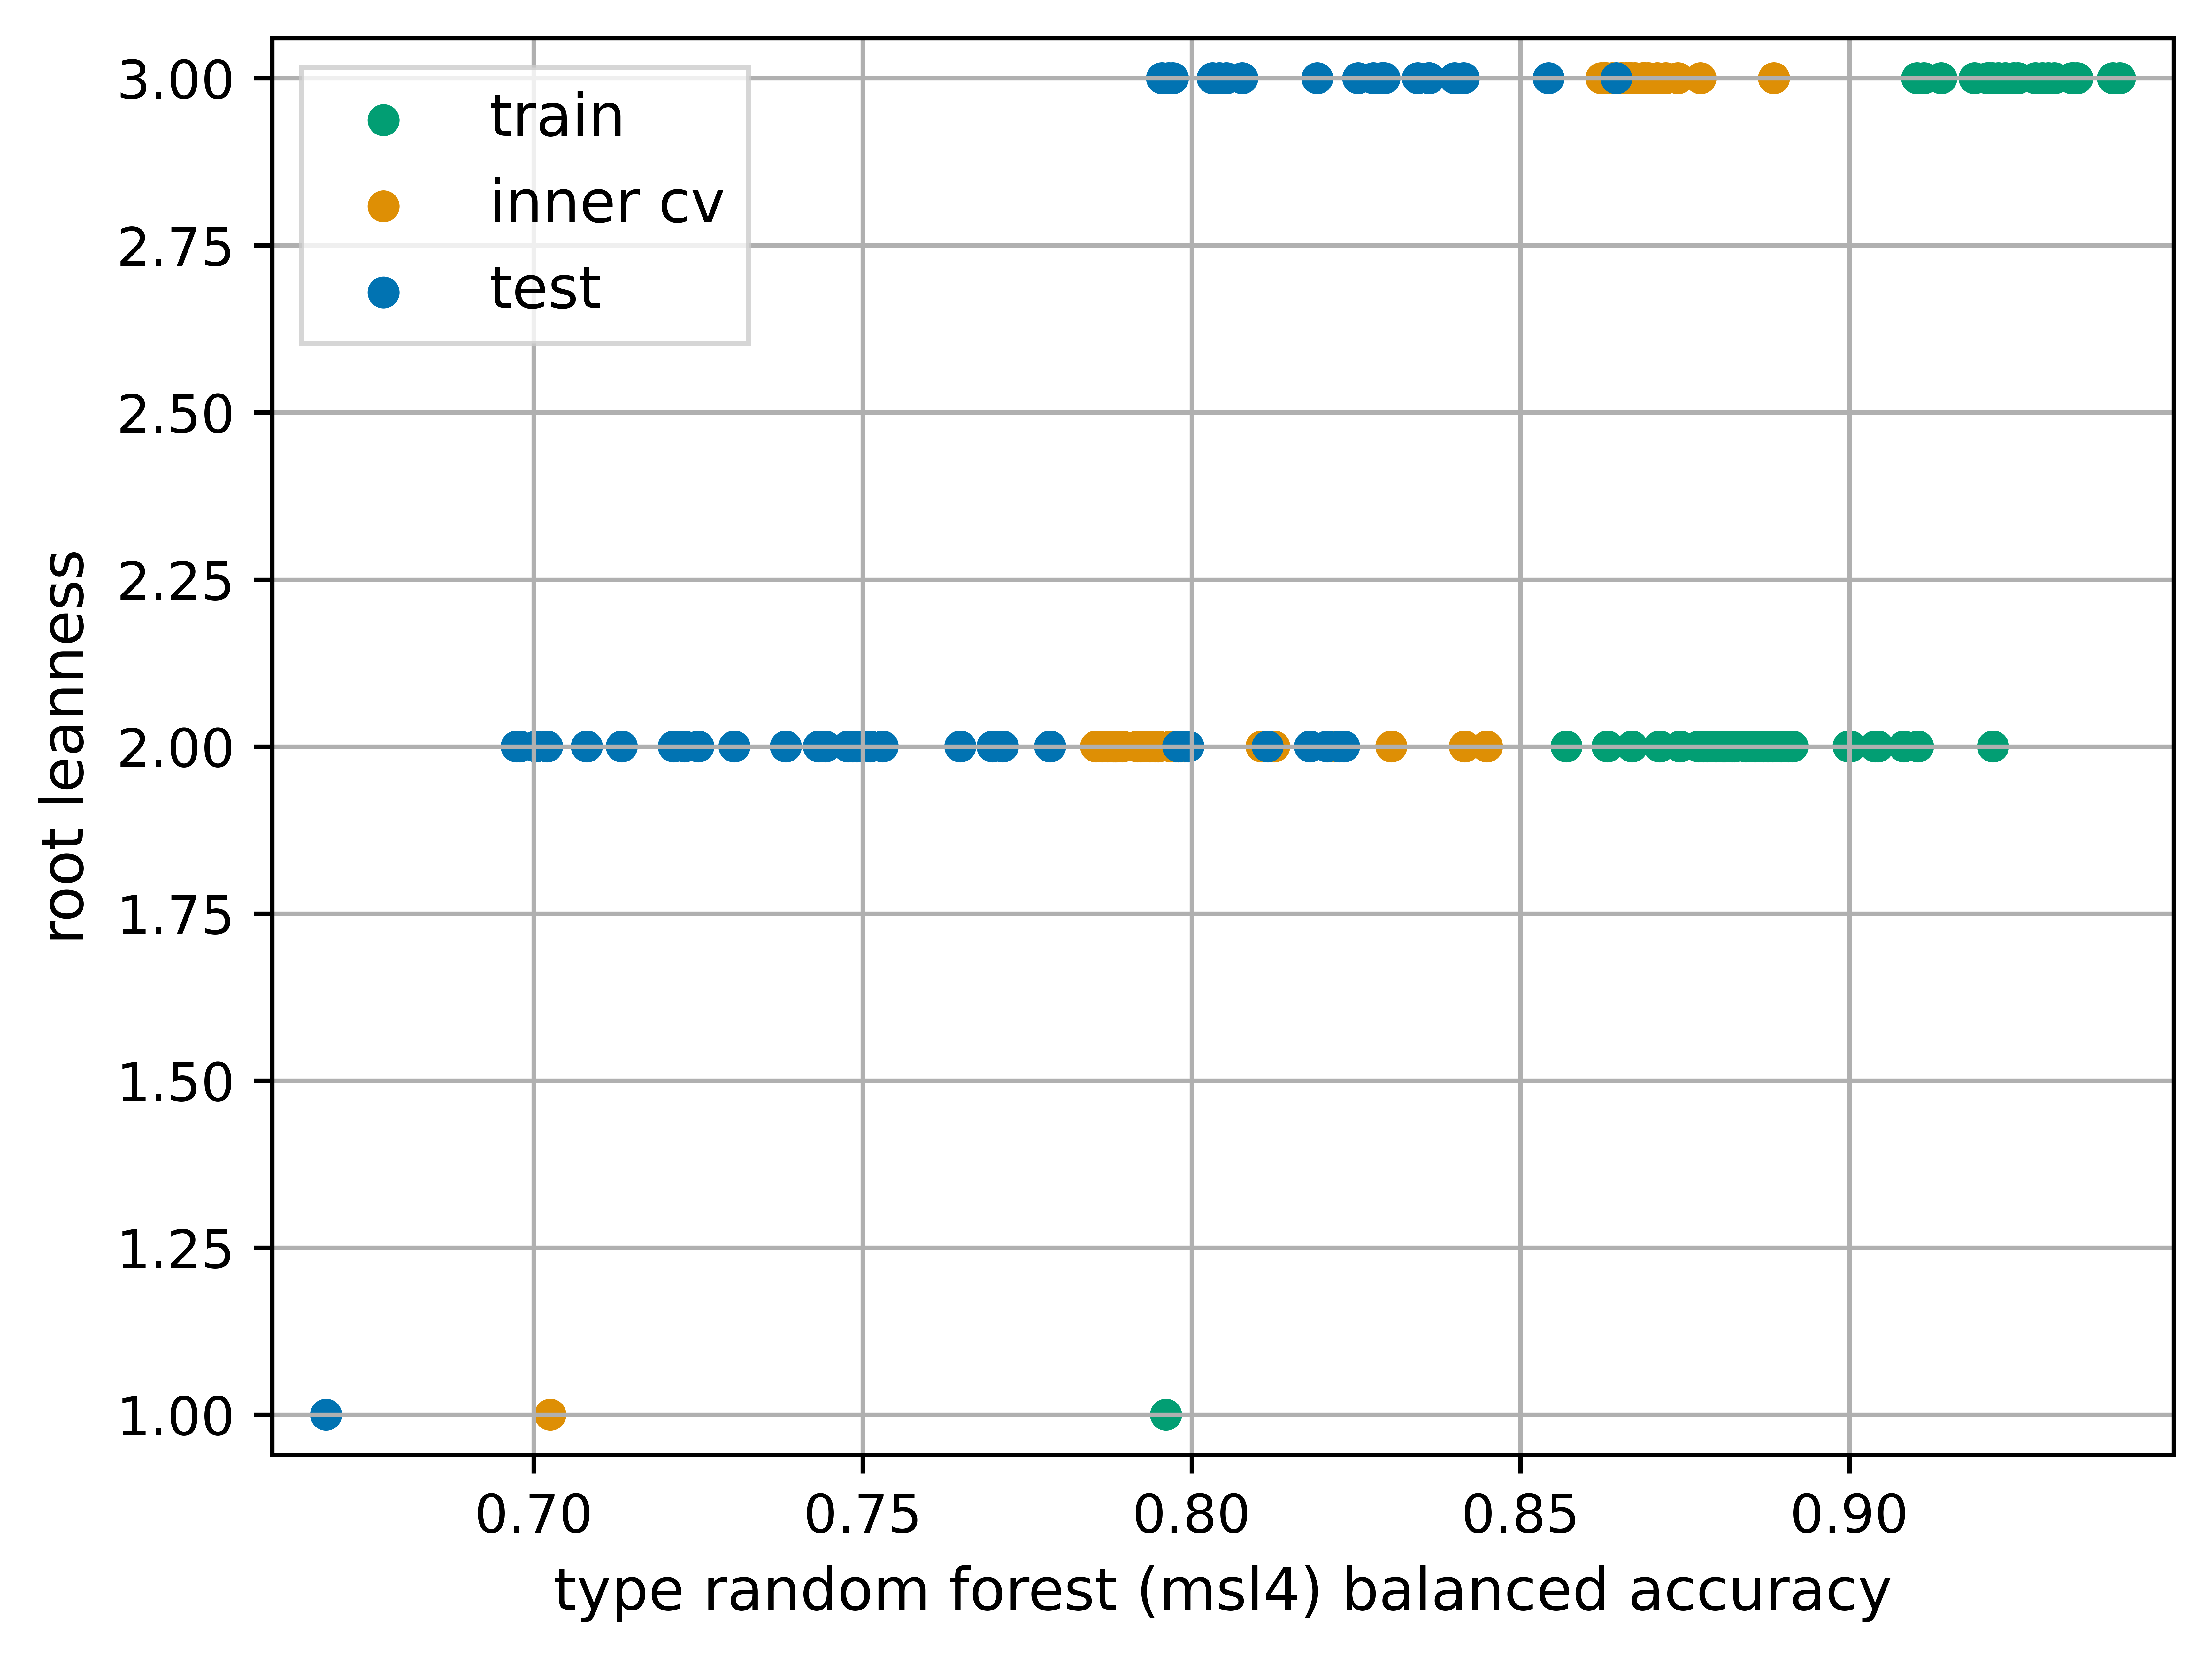 3.00
2.75
2.50
2.25
2.00
1.75
1.50
1.25
1.00
root leanness
train
inner cv
test
0.70 0.75 0.80 0.85 0.90
type random forest (msl4) balanced accuracy